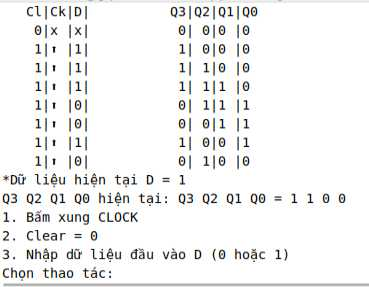 Cl|Ck|D|          Q3|Q2|Q1|Q0
 0|x |x|           0| 0|0 |0
 1|⬆ |1|           1| 0|0 |0
 1|⬆ |1|           1| 1|0 |0
 1|⬆ |1|           1| 1|1 |0
 1|⬆ |0|           0| 1|1 |1
 1|⬆ |0|           0| 0|1 |1
 1|⬆ |1|           1| 0|0 |1
 1|⬆ |0|           0| 1|0 |0
*Dữ liệu hiện tại D = 1
Q3 Q2 Q1 Q0 hiện tại: Q3 Q2 Q1 Q0 = 1 1 0 0
1. Bấm xung CLOCK
2. Clear = 0
3. Nhập dữ liệu đầu vào D (0 hoặc 1)
Chọn thao tác: